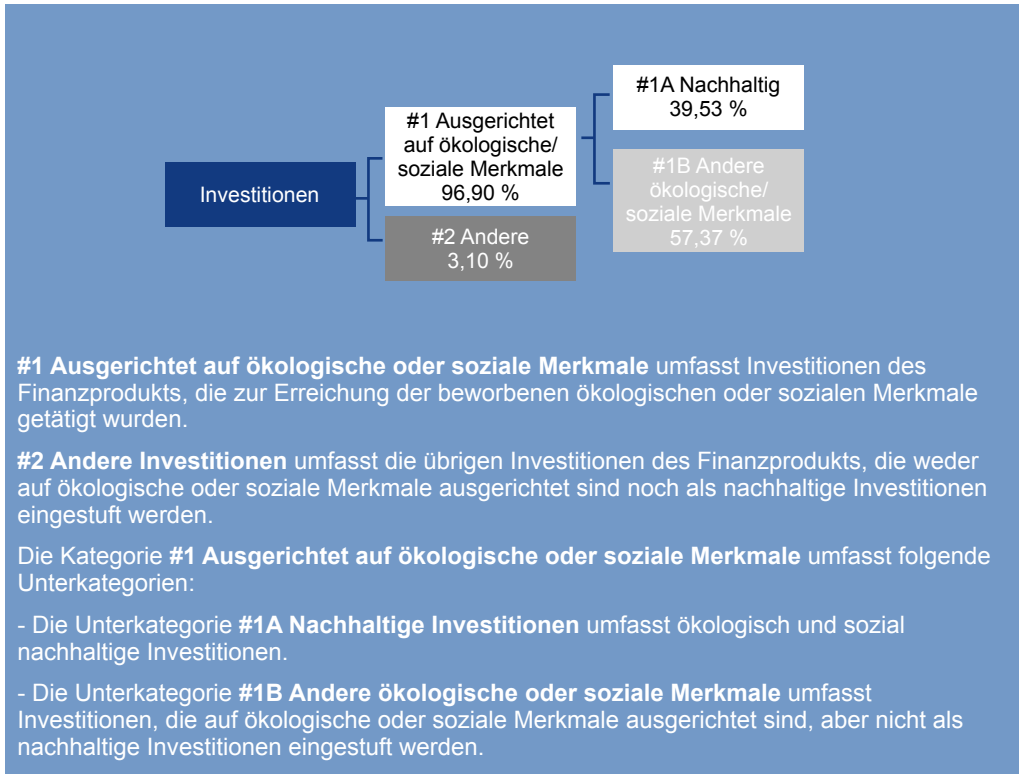 #1A Nachhaltig
39,53 %
#1 Ausgerichtet
auf ökologische/
soziale Merkmale
96,90 %
#1B Andere
ökologische/
soziale Merkmale
57,37 %
Investitionen
#2 Andere
3,10 %
#1 Ausgerichtet auf ökologische oder soziale Merkmale umfasst Investitionen des
Finanzprodukts, die zur Erreichung der beworbenen ökologischen oder sozialen Merkmale
getätigt wurden.
#2 Andere Investitionen umfasst die übrigen Investitionen des Finanzprodukts, die weder
auf ökologische oder soziale Merkmale ausgerichtet sind noch als nachhaltige Investitionen
eingestuft werden.
Die Kategorie #1 Ausgerichtet auf ökologische oder soziale Merkmale umfasst folgende
Unterkategorien:
- Die Unterkategorie #1A Nachhaltige Investitionen umfasst ökologisch und sozial
nachhaltige Investitionen.
- Die Unterkategorie #1B Andere ökologische oder soziale Merkmale umfasst
Investitionen, die auf ökologische oder soziale Merkmale ausgerichtet sind, aber nicht als
nachhaltige Investitionen eingestuft werden.